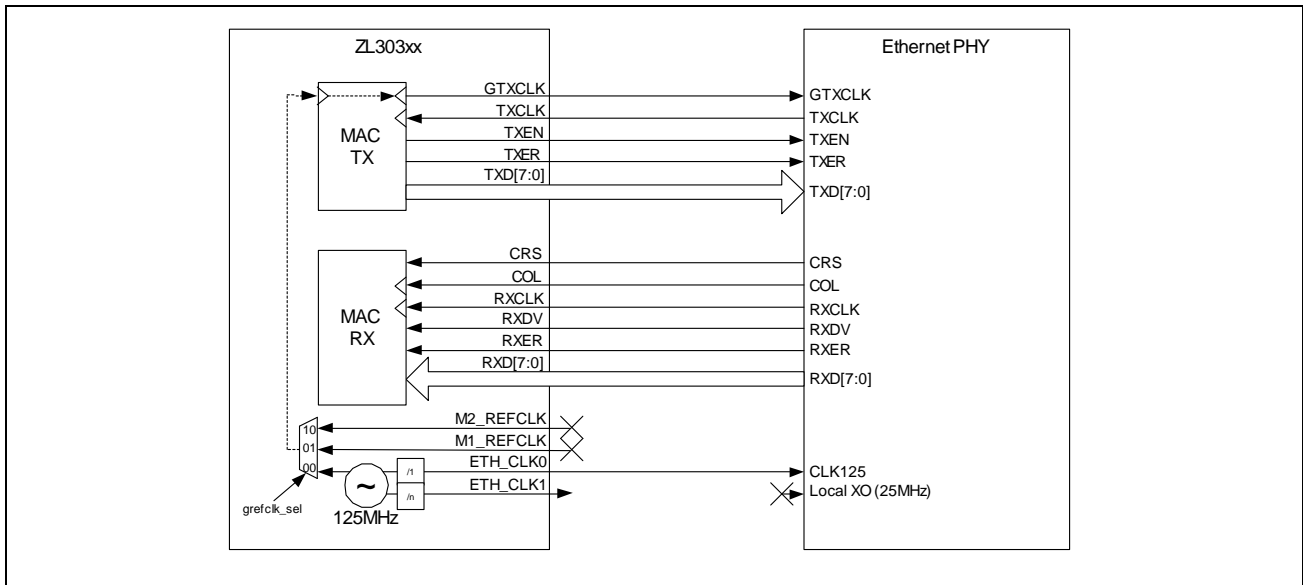 ZL303xx
Ethernet PHY
MAC
TX
GTXCLK
TXCLK
TXEN
TXER
TXD[7:0]
GTXCLK
TXCLK
TXEN
TXER
TXD[7:0]
MAC
RX
CRS
COL
RXCLK
RXDV
RXER
RXD[7:0]
CRS
COL
RXCLK
RXDV
RXER
RXD[7:0]
10
01
00
grefclk_sel
M2_REFCLK
M1_REFCLK
ETH_CLK0
ETH_CLK1
/1
/n
~
125MHz
CLK125
Local XO (25MHz)